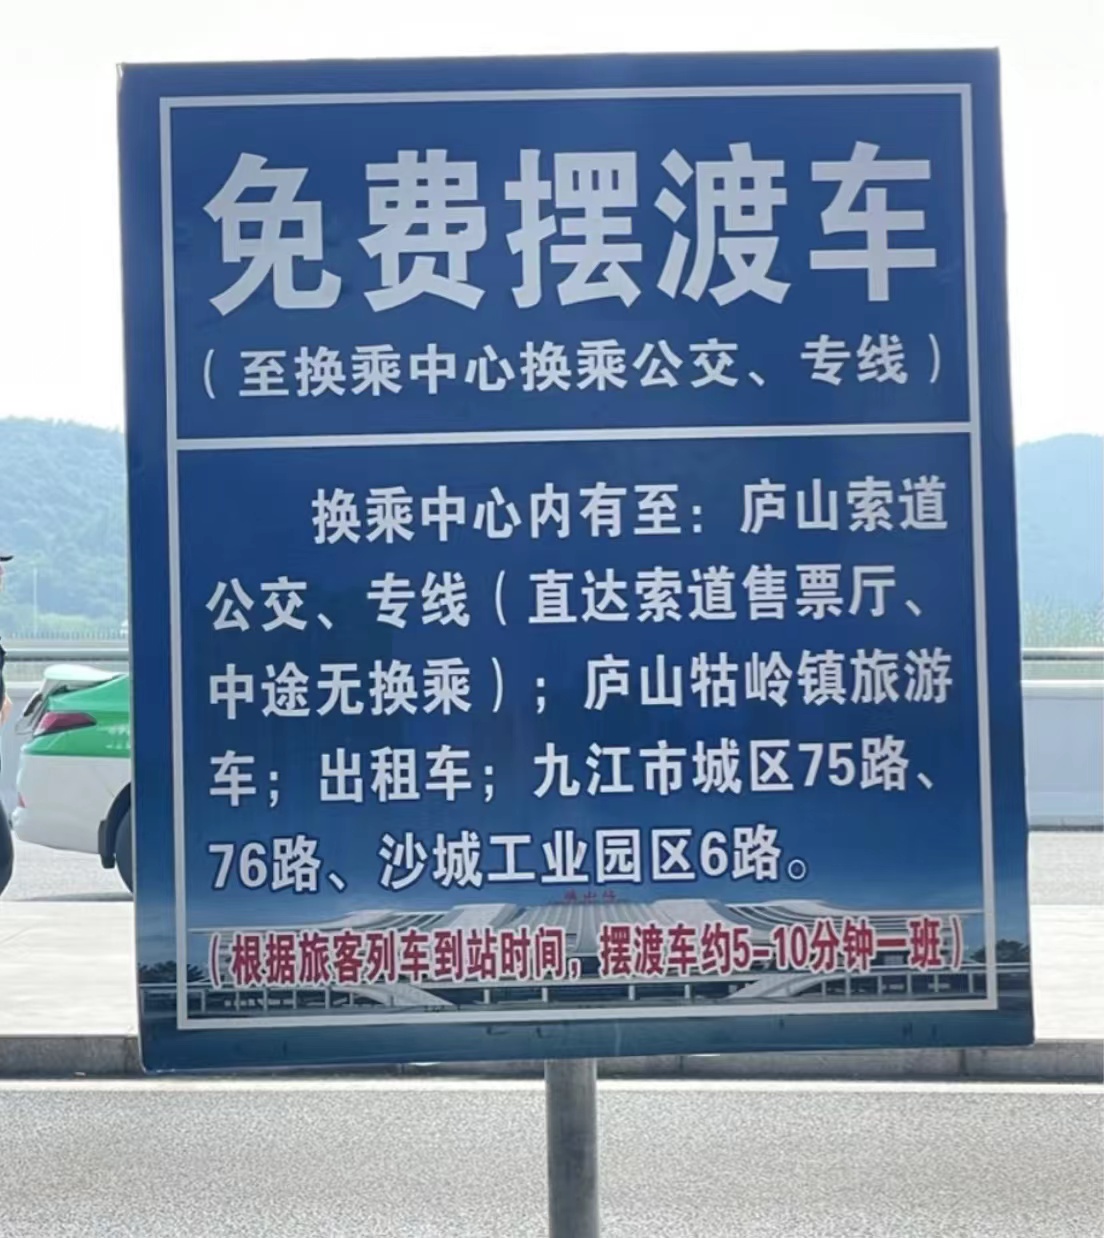 免费摆渡车
（至换乘中心换乘公交、专线）
换乘中心内有至：庐山索道
公交、专线（直达索道售票厅、
中途无换乘）；庐山牯岭镇旅游
车；出租车；九江市城区75路、
76路、沙城工业园区6路。
庐山站
（根据旅客列车到站时间，摆渡车约5-10分钟一班）